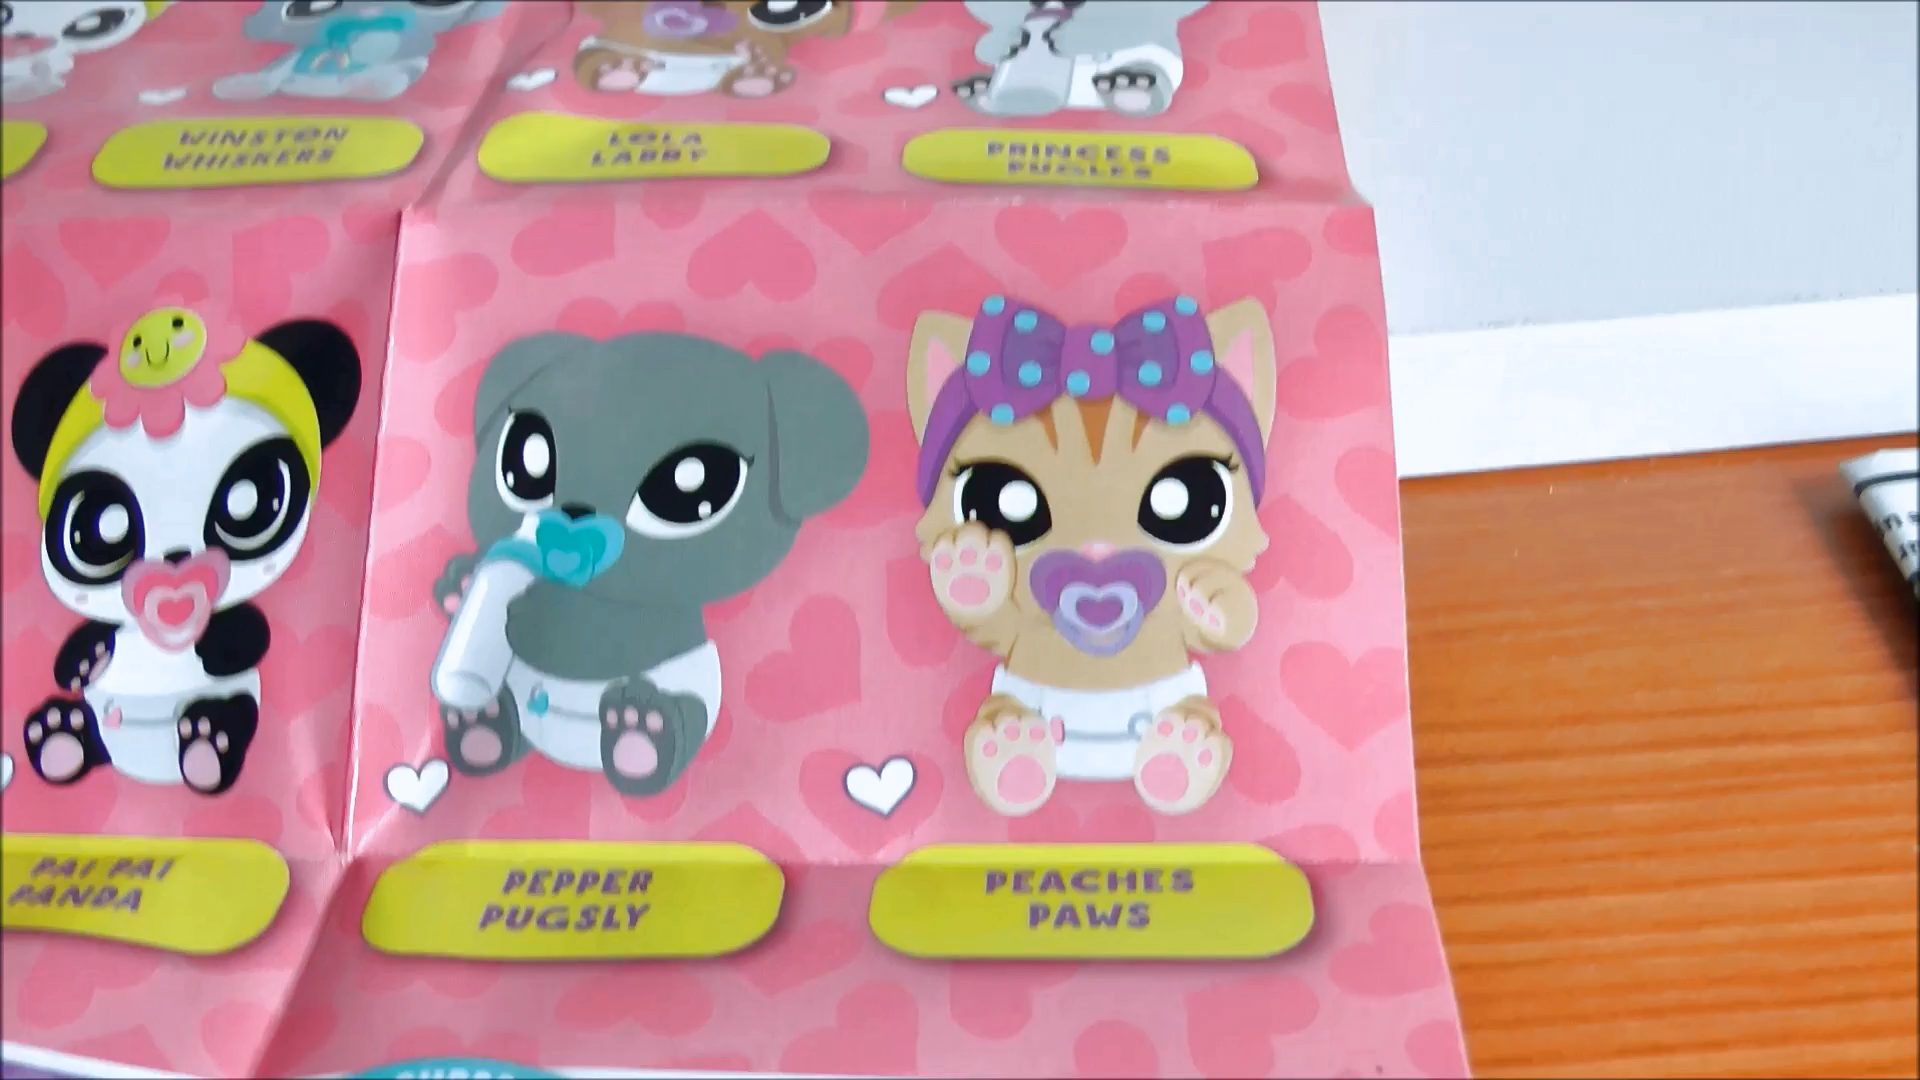 WINSTON
WHISKERS
LOLA
LABBY
PRINCESS
PUGLES
PAI PAI
PANDA
PEPPER
PUGSLY
PEACHES
PAWS